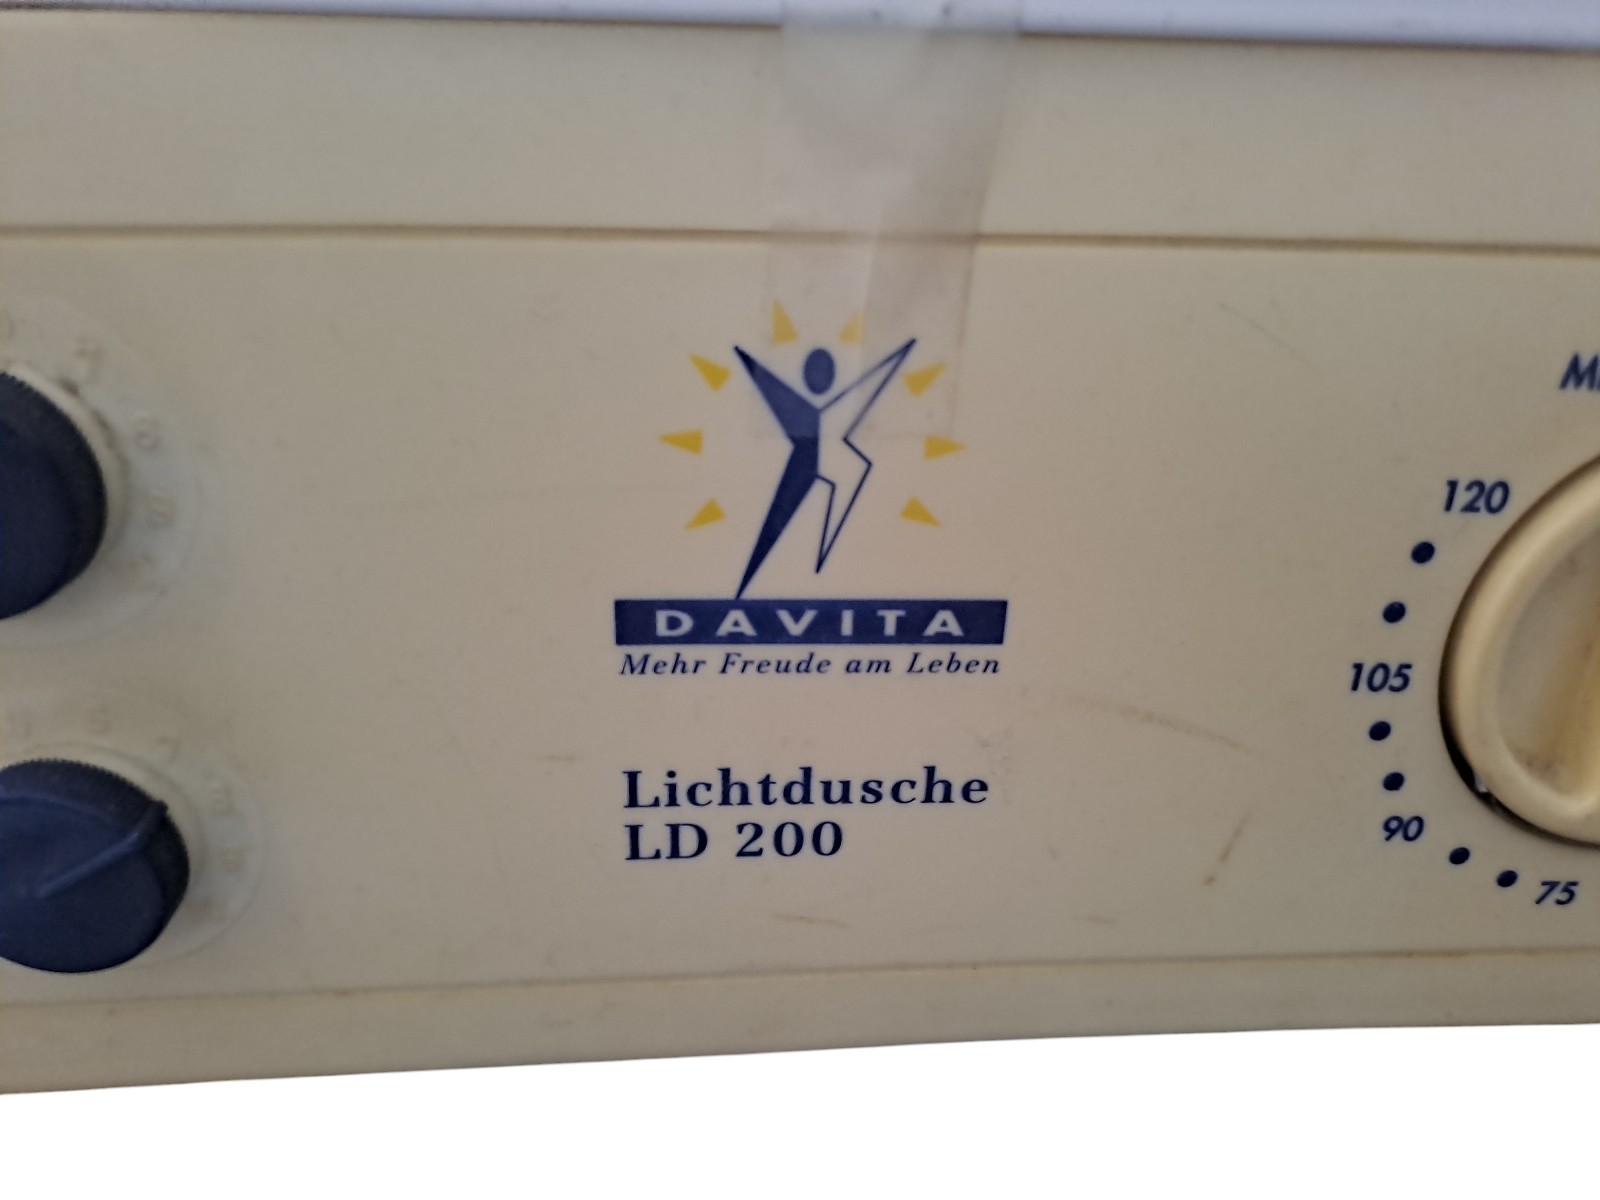 120
105
90
75
DAVITA
Mehr Freude am Leben
Lichtdusche
LD 200